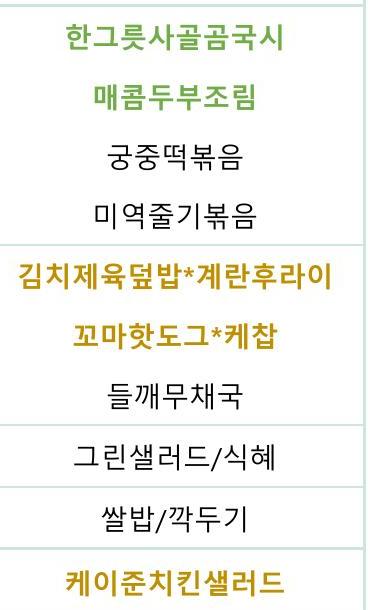 한그릇사골곰국시
매콤두부조림
궁중떡볶음
미역줄기볶음
김치제육덮밥*계란후라이
꼬마핫도그*케찹
들깨무채국
그린샐러드/식혜
쌀밥/깍두기
케이준치킨샐러드